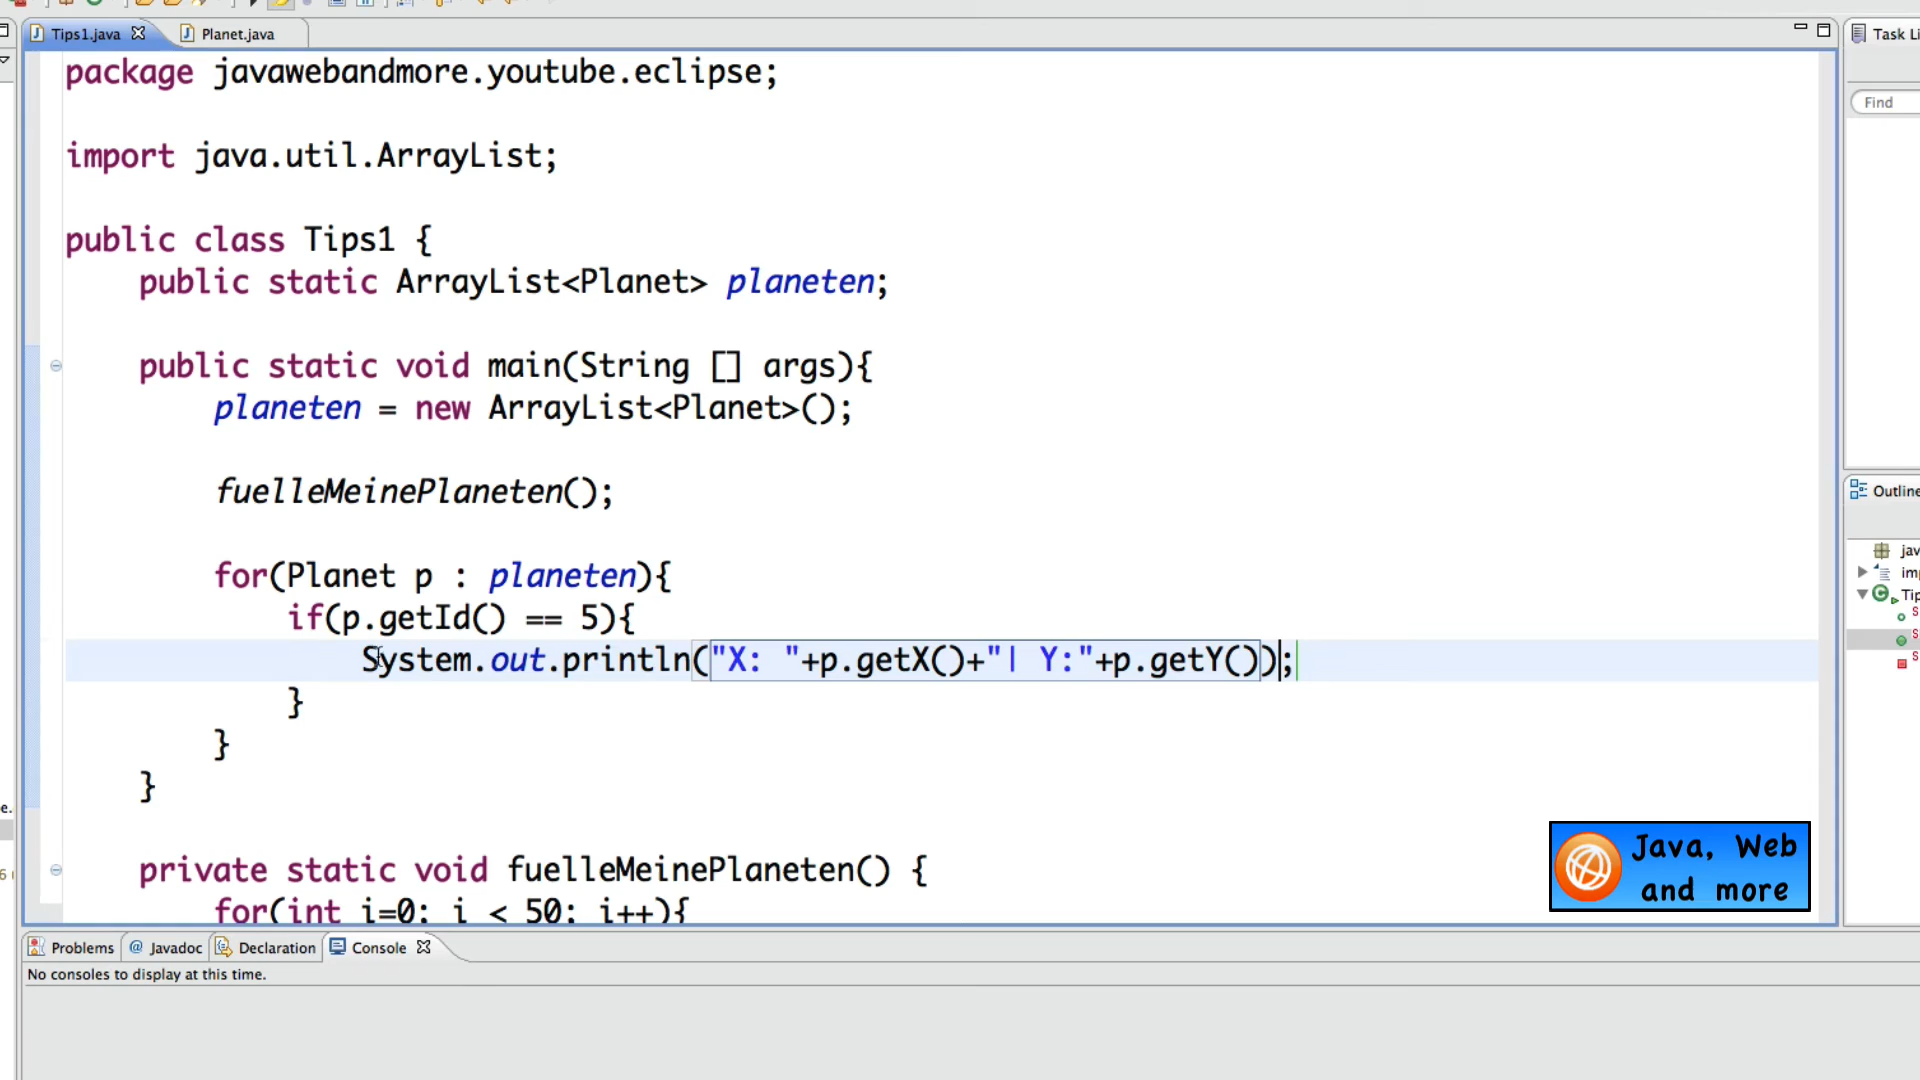 Tips1.java Planet.java Task Li
package javawebandmore.youtube.eclipse;
Find
import java.util.ArrayList;
public class Tips1 {
public static ArrayList<Planet> planeten;
public static void main(String [] args){
planeten = new ArrayList<Planet>();
fuelleMeinePlaneten();
Outline
for(Planet p : planeten){
if(p.getId() == 5){
System.out.println("X: "+p.getX()+"| Y:"+p.getY());
}
}
}
private static void fuelleMeinePlaneten() {
for(int i=0; i < 50; i++){
jav
imp
Tip
Java, Web
and more
Problems Javadoc Declaration Console
No consoles to display at this time.